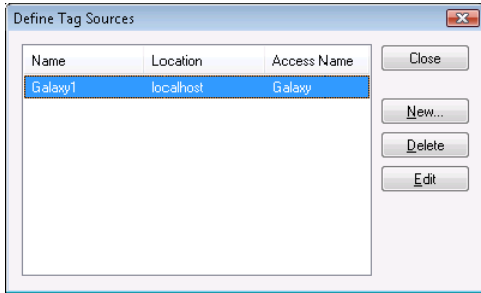 Define Tag Sources
Name Location Access Name
Galaxy1 localhost Galaxy
Close
New...
Delete
Edit